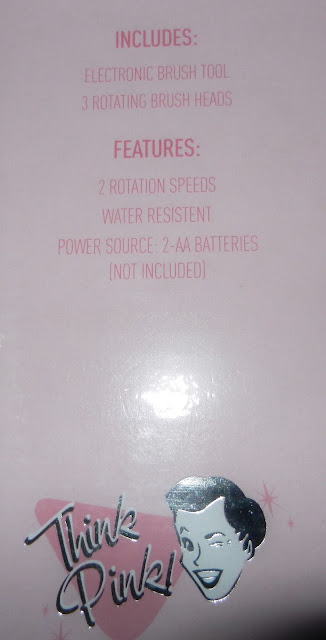 INCLUDES:
ELECTRONIC BRUSH TOOL
3 ROTATING BRUSH HEADS
FEATURES:
2 ROTATION SPEEDS
WATER RESISTENT
POWER SOURCE: 2-AA BATTERIES
(NOT INCLUDED)
Think
Pink!